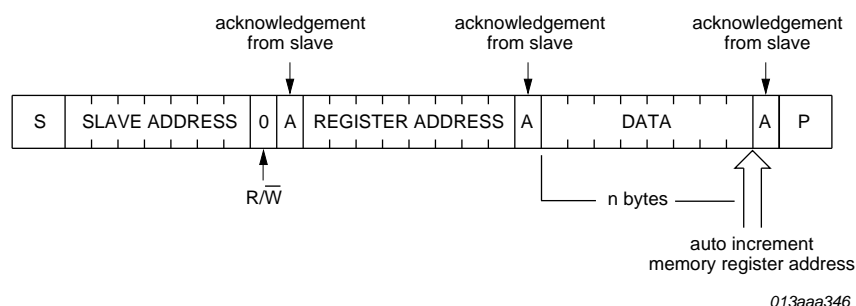 acknowledgement acknowledgement acknowledgement
from slave from slave from slave
S SLAVE ADDRESS 0 A REGISTER ADDRESS A DATA A P
R/W̅
n bytes
auto increment
memory register address
013aaa346